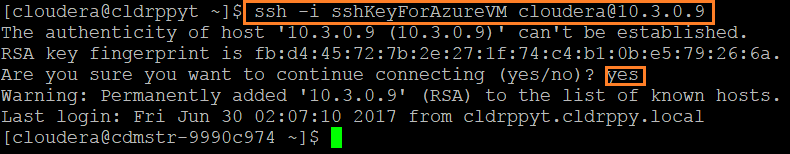 [cloudera@cldrppyt ~]$ ssh -i sshKeyForAzureVM cloudera@10.3.0.9
The authenticity of host '10.3.0.9 (10.3.0.9)' can't be established.
RSA key fingerprint is fb:d4:45:72:7b:2e:27:1f:74:c4:b1:0b:e5:79:26:6a.
Are you sure you want to continue connecting (yes/no)? yes
Warning: Permanently added '10.3.0.9' (RSA) to the list of known hosts.
Last login: Fri Jun 30 02:07:10 2017 from cldrppyt.cldrppy.local
[cloudera@cdmstr-9990c974 ~]$